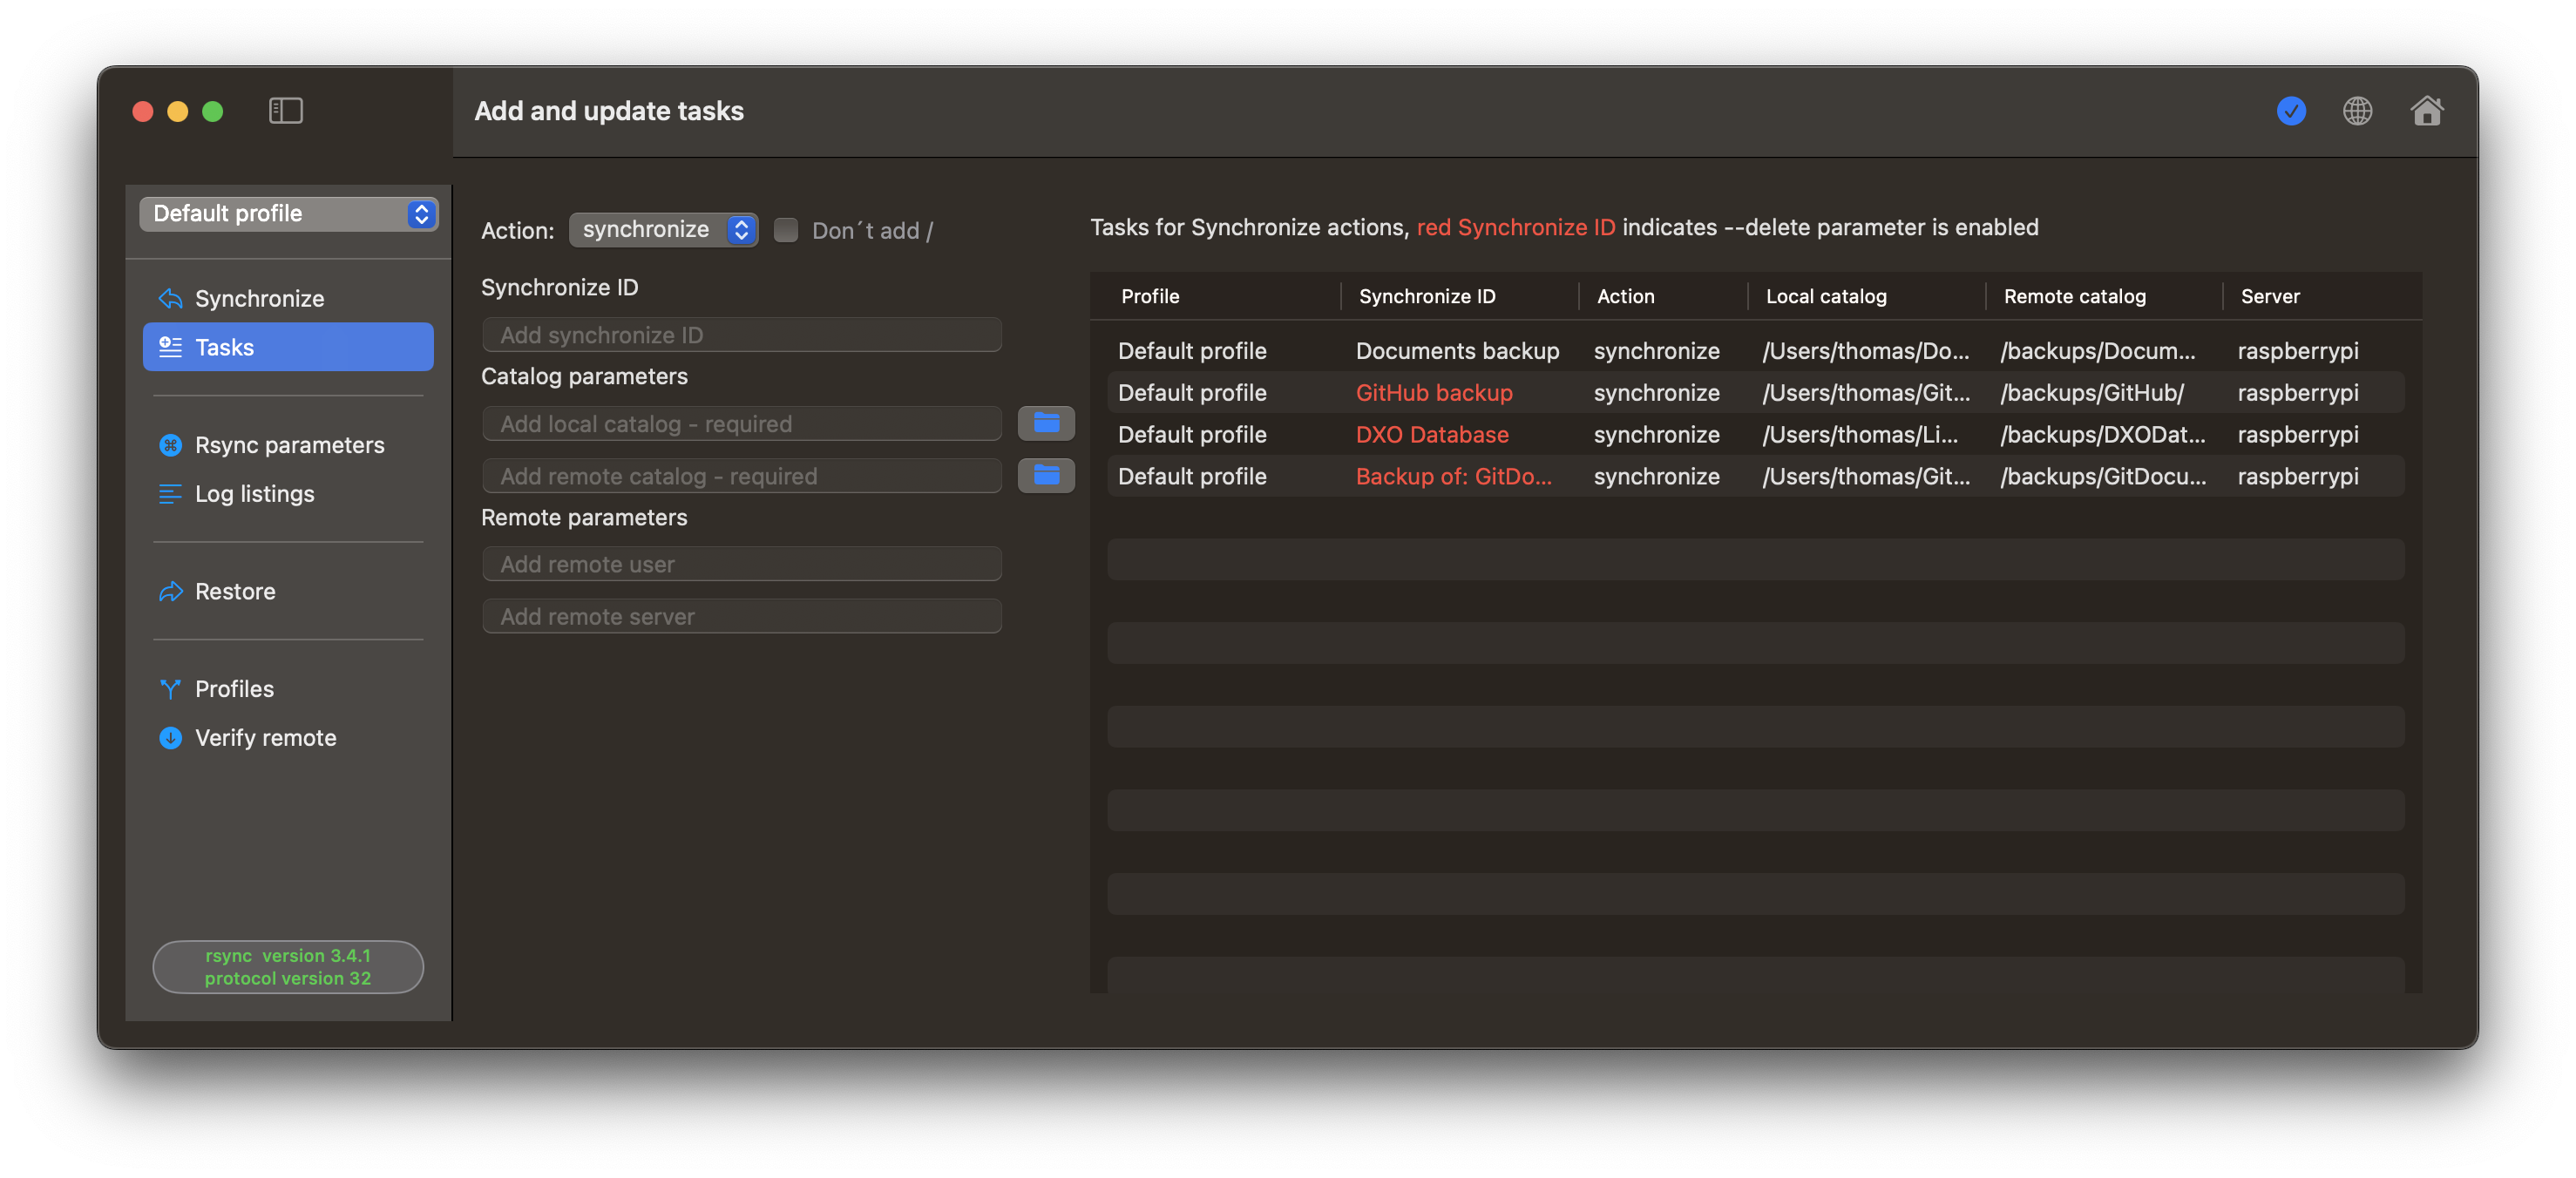 Add and update tasks
Default profile
Synchronize
Tasks
Rsync parameters
Log listings
Restore
Profiles
Verify remote
rsync  version 3.4.1
protocol version 32
Action: synchronize Don´t add /
Synchronize ID
Add synchronize ID
Catalog parameters
Add local catalog - required
Add remote catalog - required
Remote parameters
Add remote user
Add remote server
Tasks for Synchronize actions, red Synchronize ID indicates --delete parameter is enabled
Profile Synchronize ID Action Local catalog Remote catalog Server
Default profile Documents backup synchronize /Users/thomas/Do... /backups/Docum... raspberrypi
Default profile GitHub backup synchronize /Users/thomas/Git... /backups/GitHub/ raspberrypi
Default profile DXO Database synchronize /Users/thomas/Li... /backups/DXODat... raspberrypi
Default profile Backup of: GitDo... synchronize /Users/thomas/Git... /backups/GitDocu... raspberrypi